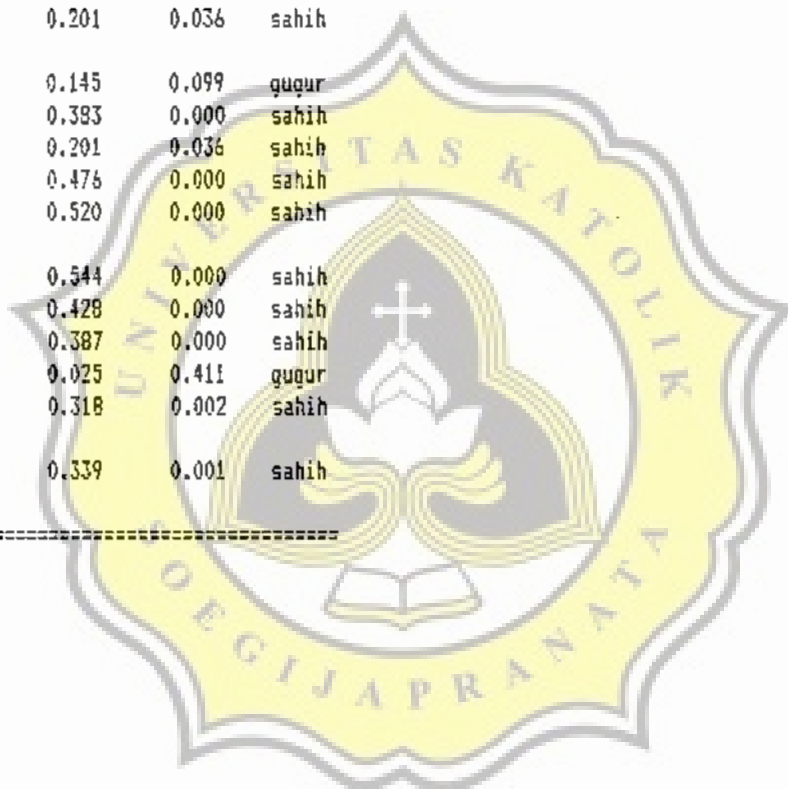 0.201 0.036 sahih
0.145 0.099 gugur
0.383 0.000 sahih
0.201 0.036 sahih
0.476 0.000 sahih
0.520 0.000 sahih
0.544 0.000 sahih
0.428 0.000 sahih
0.387 0.000 sahih
0.025 0.411 gugur
0.318 0.002 sahih
0.339 0.001 sahih
UNIVERSITAS KATOLIK
SOEGIJAPRANATA